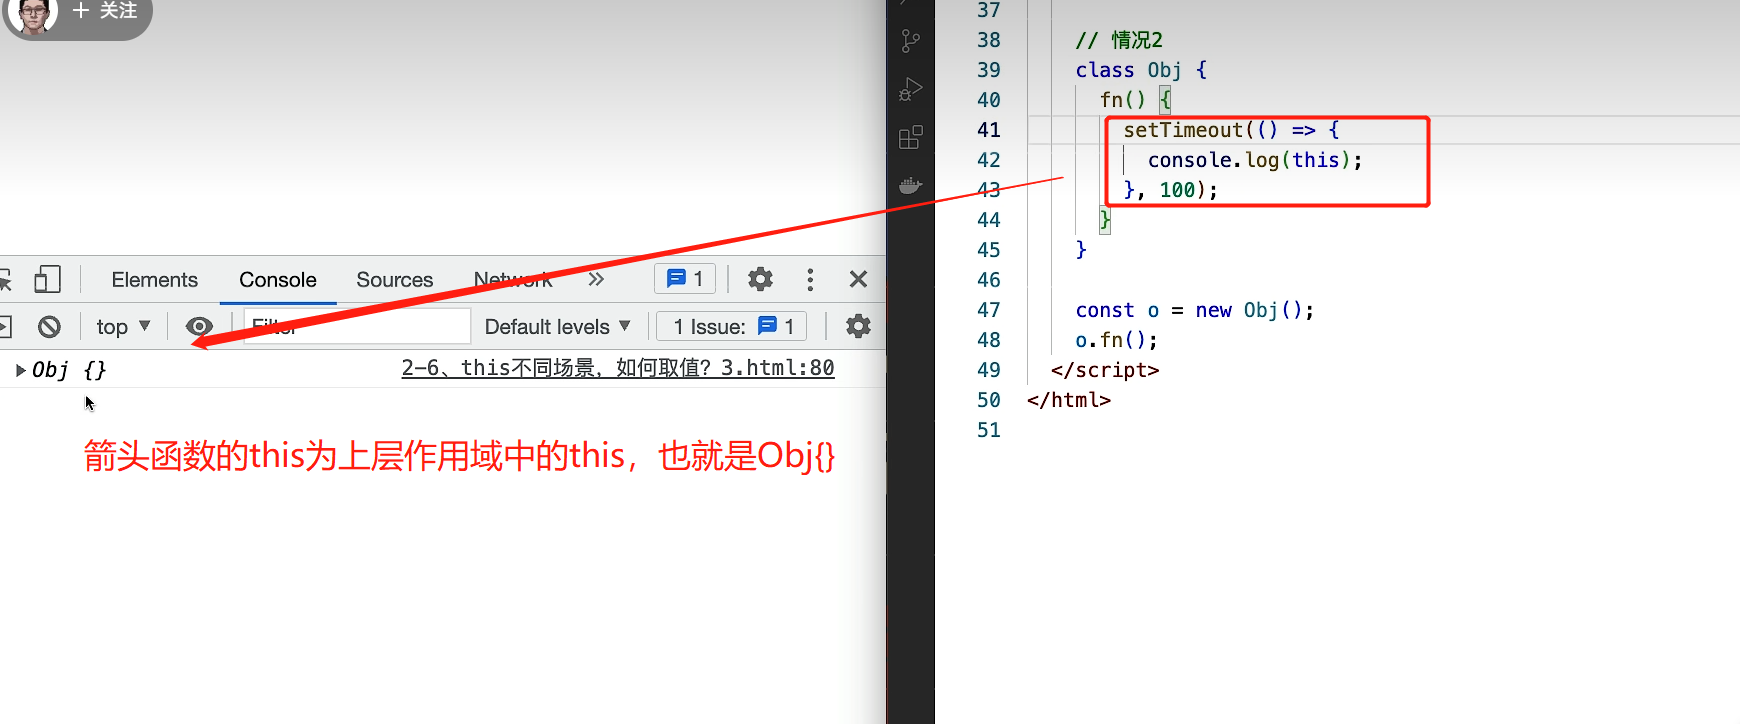 + 关注
Elements Console Sources Network » 1
top ▼ Filter Default levels ▼ 1 Issue: 1
▶Obj {} 2-6、this不同场景，如何取值？3.html:80
箭头函数的this为上层作用域中的this，也就是Obj{}
37
38 // 情况2
39 class Obj {
40 fn() {
41 setTimeout(() => {
42 console.log(this);
43 }, 100);
44 }
45 }
46
47 const o = new Obj();
48 o.fn();
49 </script>
50 </html>
51